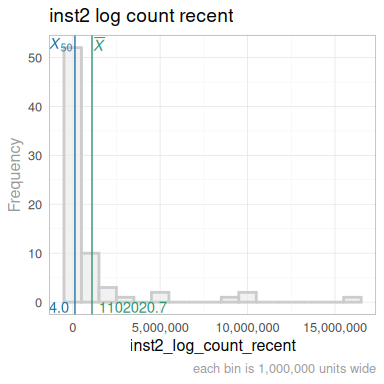 inst2 log count recent
X₅₀
X̅
50
40
30
20
10
0
Frequency
4.0
1102020.7
0
5,000,000
10,000,000
15,000,000
inst2_log_count_recent
each bin is 1,000,000 units wide